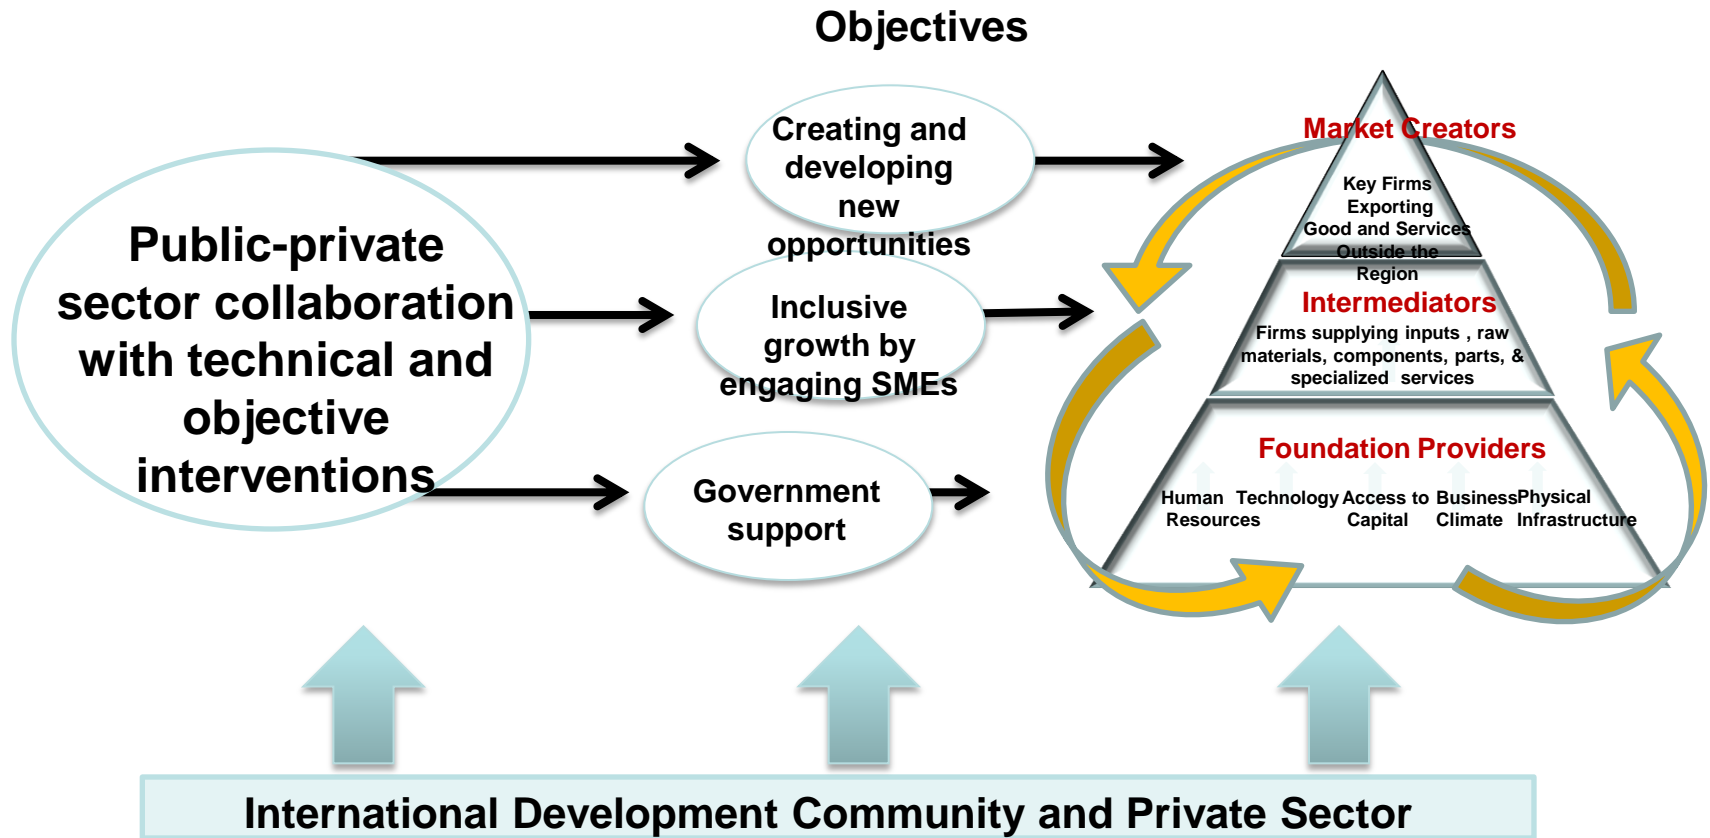 Objectives
Public-private
sector collaboration
with technical and
objective
interventions
Creating and
developing
new
opportunities
Inclusive
growth by
engaging SMEs
Government
support
Market Creators
Key Firms
Exporting
Good and Services
Outside the
Region
Intermediators
Firms supplying inputs , raw
materials, components, parts, &
specialized services
Foundation Providers
Human
Resources
Technology
Access to
Capital
Business
Climate
Physical
Infrastructure
International Development Community and Private Sector